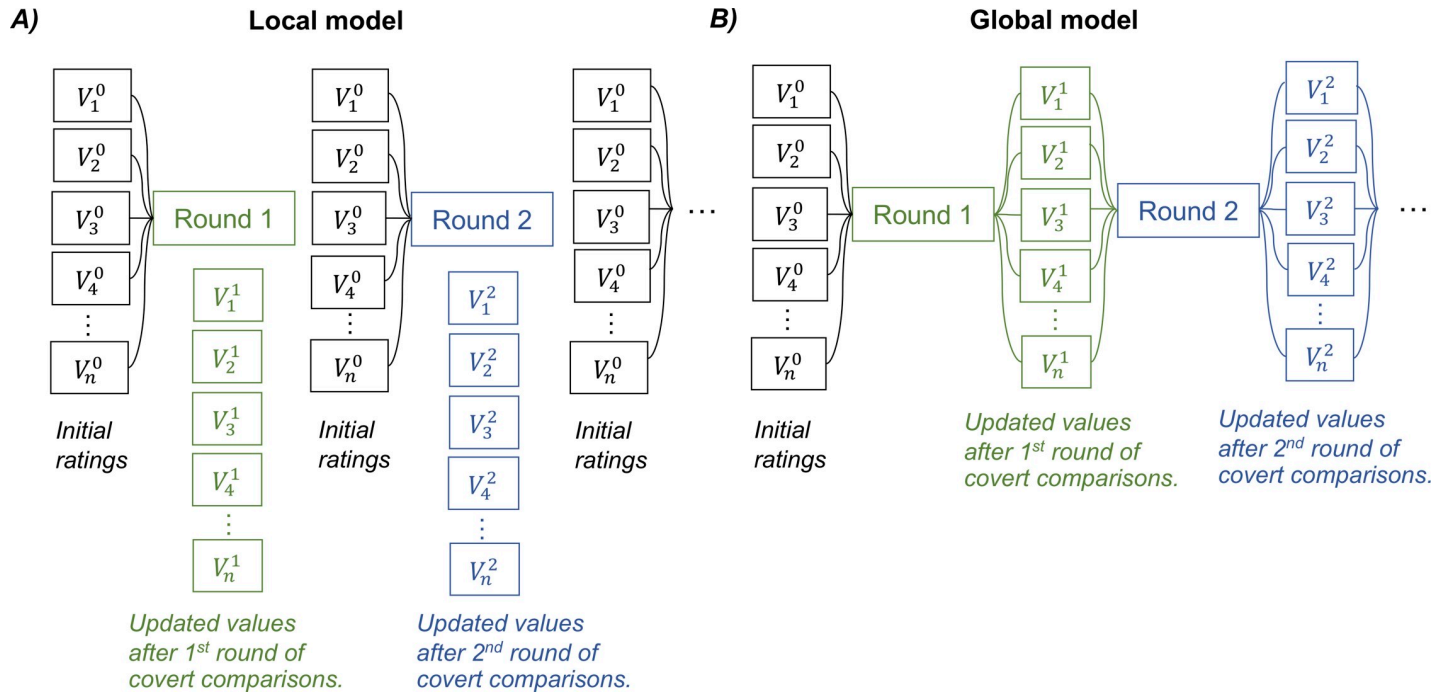 A)
Local model
V_1^0
V_2^0
V_3^0
V_4^0
⋮
V_n^0
Initial
ratings
Round 1
V_1^1
V_2^1
V_3^1
V_4^1
⋮
V_n^1
Updated values
after 1st round of
covert comparisons.
V_1^0
V_2^0
V_3^0
V_4^0
⋮
V_n^0
Initial
ratings
Round 2
V_1^2
V_2^2
V_3^2
V_4^2
⋮
V_n^2
Updated values
after 2nd round of
covert comparisons.
V_1^0
V_2^0
V_3^0
V_4^0
⋮
V_n^0
Initial
ratings
...
B)
Global model
V_1^0
V_2^0
V_3^0
V_4^0
⋮
V_n^0
Initial
ratings
Round 1
V_1^1
V_2^1
V_3^1
V_4^1
⋮
V_n^1
Updated values
after 1st round of
covert comparisons.
Round 2
V_1^2
V_2^2
V_3^2
V_4^2
⋮
V_n^2
Updated values
after 2nd round of
covert comparisons.
...